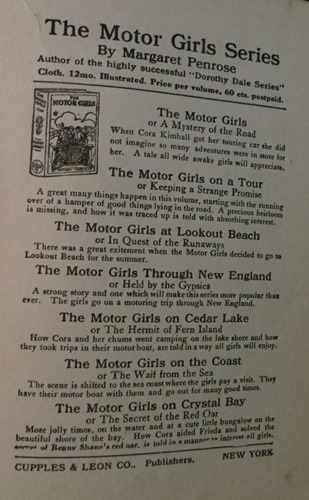 The Motor Girls Series
By Margaret Penrose
Author of the highly successful "Dorothy Dale Series"
Cloth. 12mo. Illustrated. Price per volume, 60 cts. postpaid.
THE
MOTOR GIRLS
The Motor Girls
or A Mystery of the Road
When Cora Kimball got her touring car she did
not imagine so many adventures were in store for
her. A tale all wide awake girls will appreciate.
The Motor Girls on a Tour
or Keeping a Strange Promise
A great many things happen in this volume, starting with the running
over of a hamper of good things lying in the road. A precious heirloom
is missing, and how it was traced up is told with absorbing interest.
The Motor Girls at Lookout Beach
or In Quest of the Runaways
There was a great excitement when the Motor Girls decided to go to
Lookout Beach for the summer.
The Motor Girls Through New England
or Held by the Gypsies
A strong story and one which will make this series more popular than
ever. The girls go on a motoring trip through New England.
The Motor Girls on Cedar Lake
or The Hermit of Fern Island
How Cora and her chums went camping on the lake shore and how
they took trips in their motor boat, are told in a way all girls will enjoy.
The Motor Girls on the Coast
or The Waif from the Sea
The scene is shifted to the sea coast where the girls pay a visit. They
have their motor boat with them and go out for many good times.
The Motor Girls on Crystal Bay
or The Secret of the Red Oar
More jolly times, on the water and at a cute little bungalow on the
beautiful shore of the bay. How Cora aided Frieda and solved the
secret of Benny Shane's red oar, is told in a manner to interest all girls.
CUPPLES & LEON CO., Publishers, NEW YORK